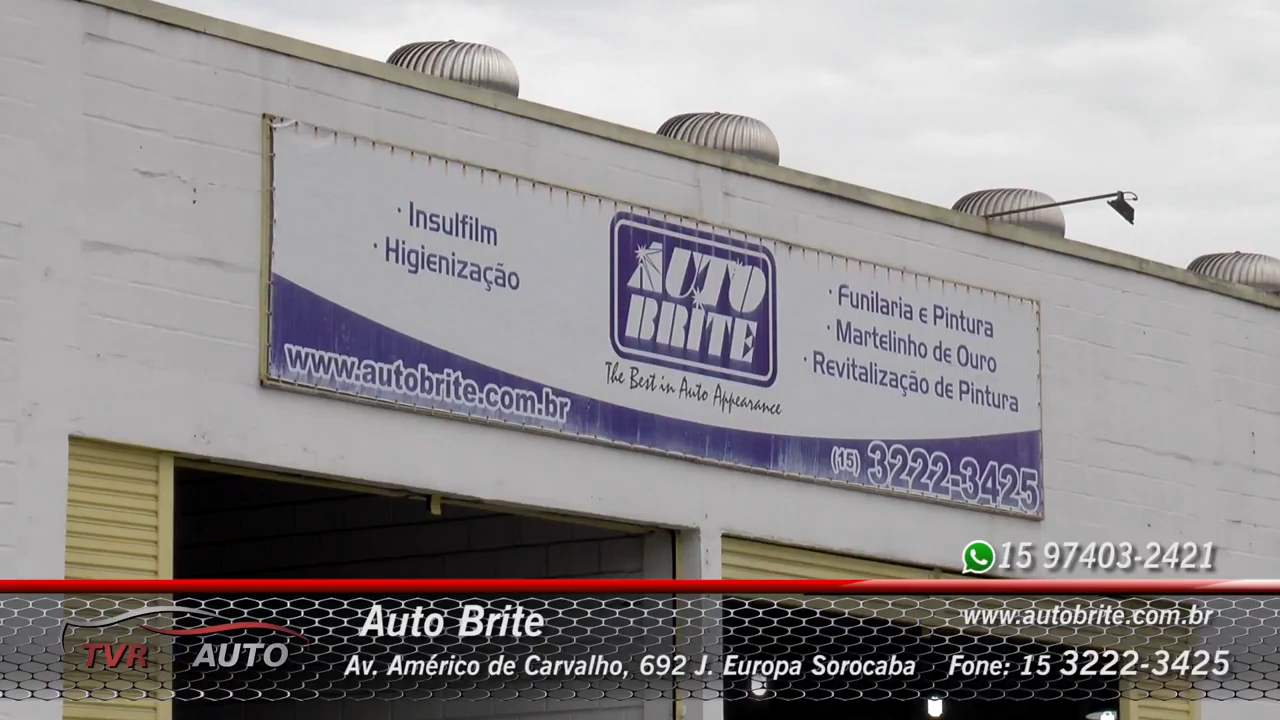 · Insulfilm
· Higienização
AUTO
BRITE
The Best in Auto Appearance
· Funilaria e Pintura
· Martelinho de Ouro
· Revitalização de Pintura
www.autobrite.com.br
(15) 3222-3425
15 97403-2421
TVR AUTO
Auto Brite
www.autobrite.com.br
Av. Américo de Carvalho, 692 J. Europa Sorocaba
Fone: 15 3222-3425